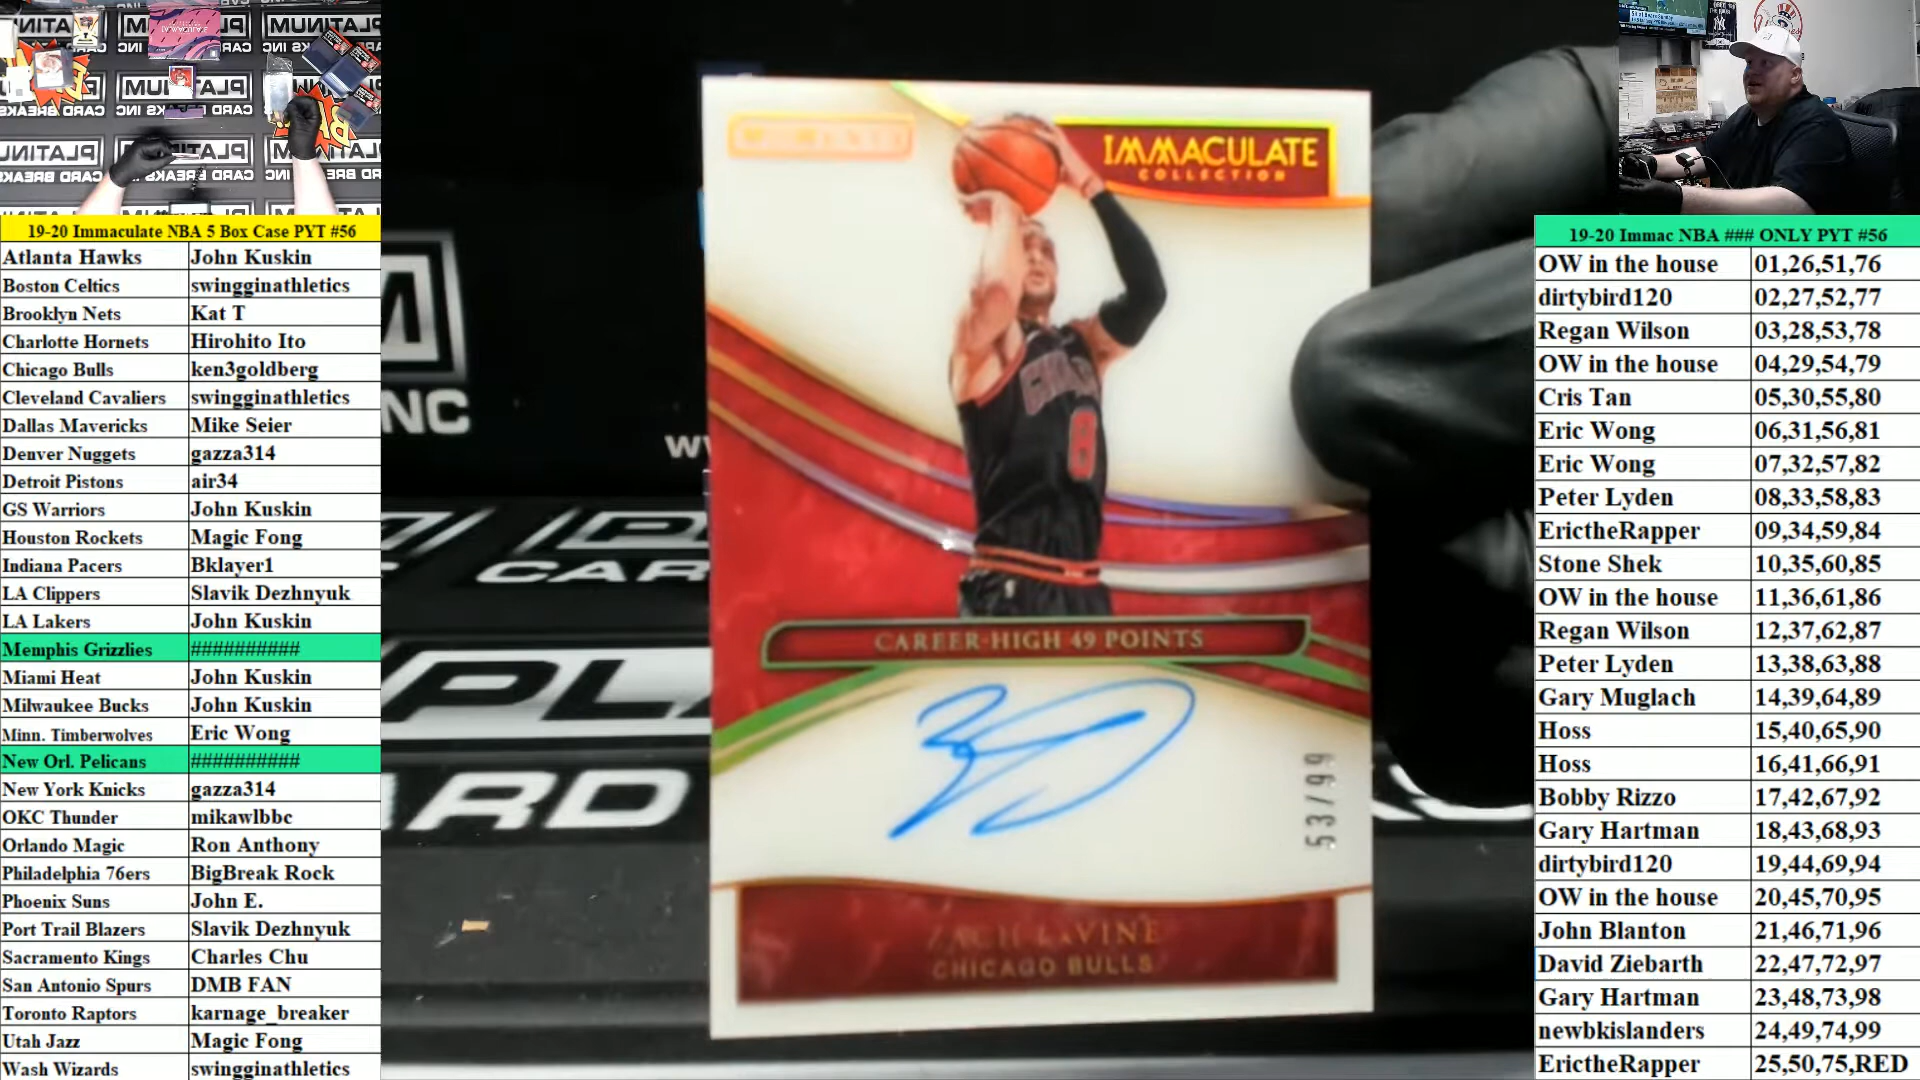 19-20 Immaculate NBA 5 Box Case PYT #56
Atlanta Hawks John Kuskin
Boston Celtics swingginathletics
Brooklyn Nets Kat T
Charlotte Hornets Hirohito Ito
Chicago Bulls ken3goldberg
Cleveland Cavaliers swingginathletics
Dallas Mavericks Mike Seier
Denver Nuggets gazza314
Detroit Pistons air34
GS Warriors John Kuskin
Houston Rockets Magic Fong
Indiana Pacers Bklayer1
LA Clippers Slavik Dezhnyuk
LA Lakers John Kuskin
Memphis Grizzlies ##########
Miami Heat John Kuskin
Milwaukee Bucks John Kuskin
Minn. Timberwolves Eric Wong
New Orl. Pelicans ##########
New York Knicks gazza314
OKC Thunder mikawlbbc
Orlando Magic Ron Anthony
Philadelphia 76ers BigBreak Rock
Phoenix Suns John E.
Port Trail Blazers Slavik Dezhnyuk
Sacramento Kings Charles Chu
San Antonio Spurs DMB FAN
Toronto Raptors karnage_breaker
Utah Jazz Magic Fong
Wash Wizards swingginathletics
IMMACULATE
COLLECTION
8
CAREER-HIGH 49 POINTS
53/99
ZACH LAVINE
CHICAGO BULLS
19-20 Immac NBA ### ONLY PYT #56
OW in the house 01,26,51,76
dirtybird120 02,27,52,77
Regan Wilson 03,28,53,78
OW in the house 04,29,54,79
Cris Tan 05,30,55,80
Eric Wong 06,31,56,81
Eric Wong 07,32,57,82
Peter Lyden 08,33,58,83
ErictheRapper 09,34,59,84
Stone Shek 10,35,60,85
OW in the house 11,36,61,86
Regan Wilson 12,37,62,87
Peter Lyden 13,38,63,88
Gary Muglach 14,39,64,89
Hoss 15,40,65,90
Hoss 16,41,66,91
Bobby Rizzo 17,42,67,92
Gary Hartman 18,43,68,93
dirtybird120 19,44,69,94
OW in the house 20,45,70,95
John Blanton 21,46,71,96
David Ziebarth 22,47,72,97
Gary Hartman 23,48,73,98
newbkislanders 24,49,74,99
ErictheRapper 25,50,75,RED